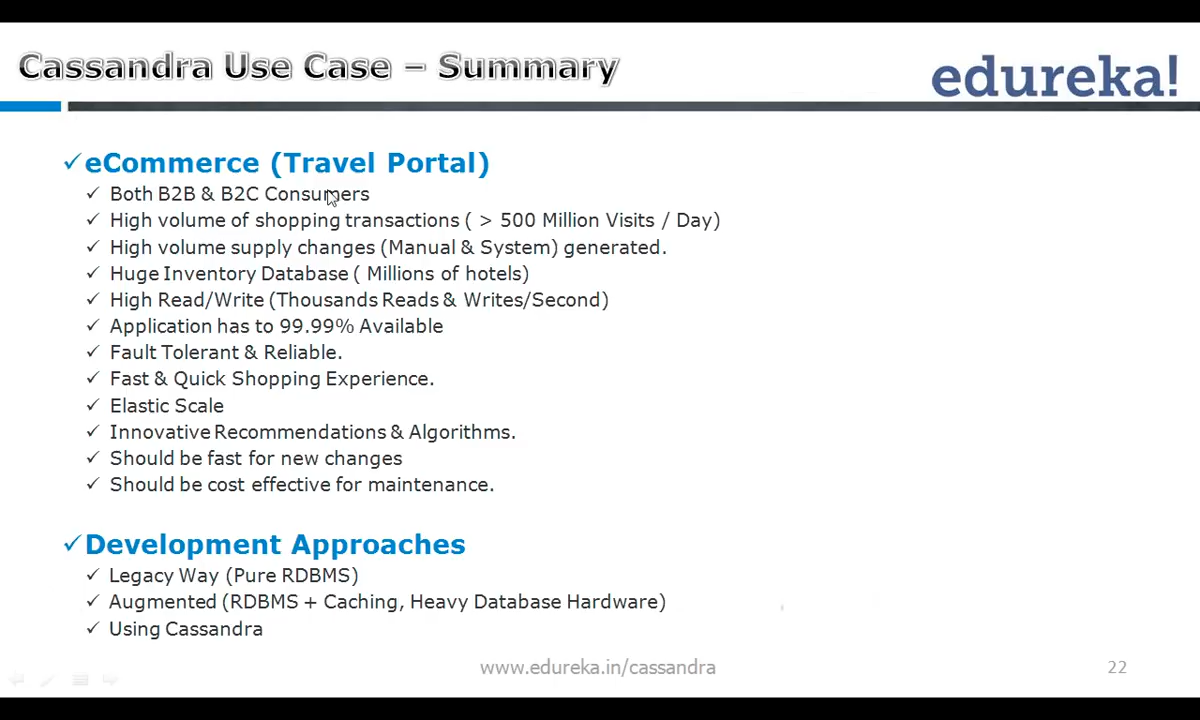 Cassandra Use Case – Summary
edureka!
eCommerce (Travel Portal)
Both B2B & B2C Consumers
High volume of shopping transactions ( > 500 Million Visits / Day)
High volume supply changes (Manual & System) generated.
Huge Inventory Database ( Millions of hotels)
High Read/Write (Thousands Reads & Writes/Second)
Application has to 99.99% Available
Fault Tolerant & Reliable.
Fast & Quick Shopping Experience.
Elastic Scale
Innovative Recommendations & Algorithms.
Should be fast for new changes
Should be cost effective for maintenance.
Development Approaches
Legacy Way (Pure RDBMS)
Augmented (RDBMS + Caching, Heavy Database Hardware)
Using Cassandra
www.edureka.in/cassandra
22